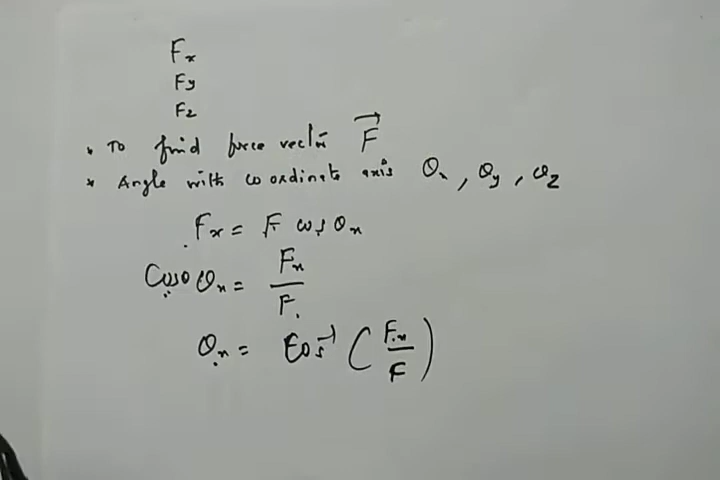 Fx
Fy
Fz
* To find force vector F⃗
* Angle with coordinate axis θx, θy, θz
Fx = F cos θx
Coso θx = Fx / F
θx = Cos⁻¹ (Fx / F)